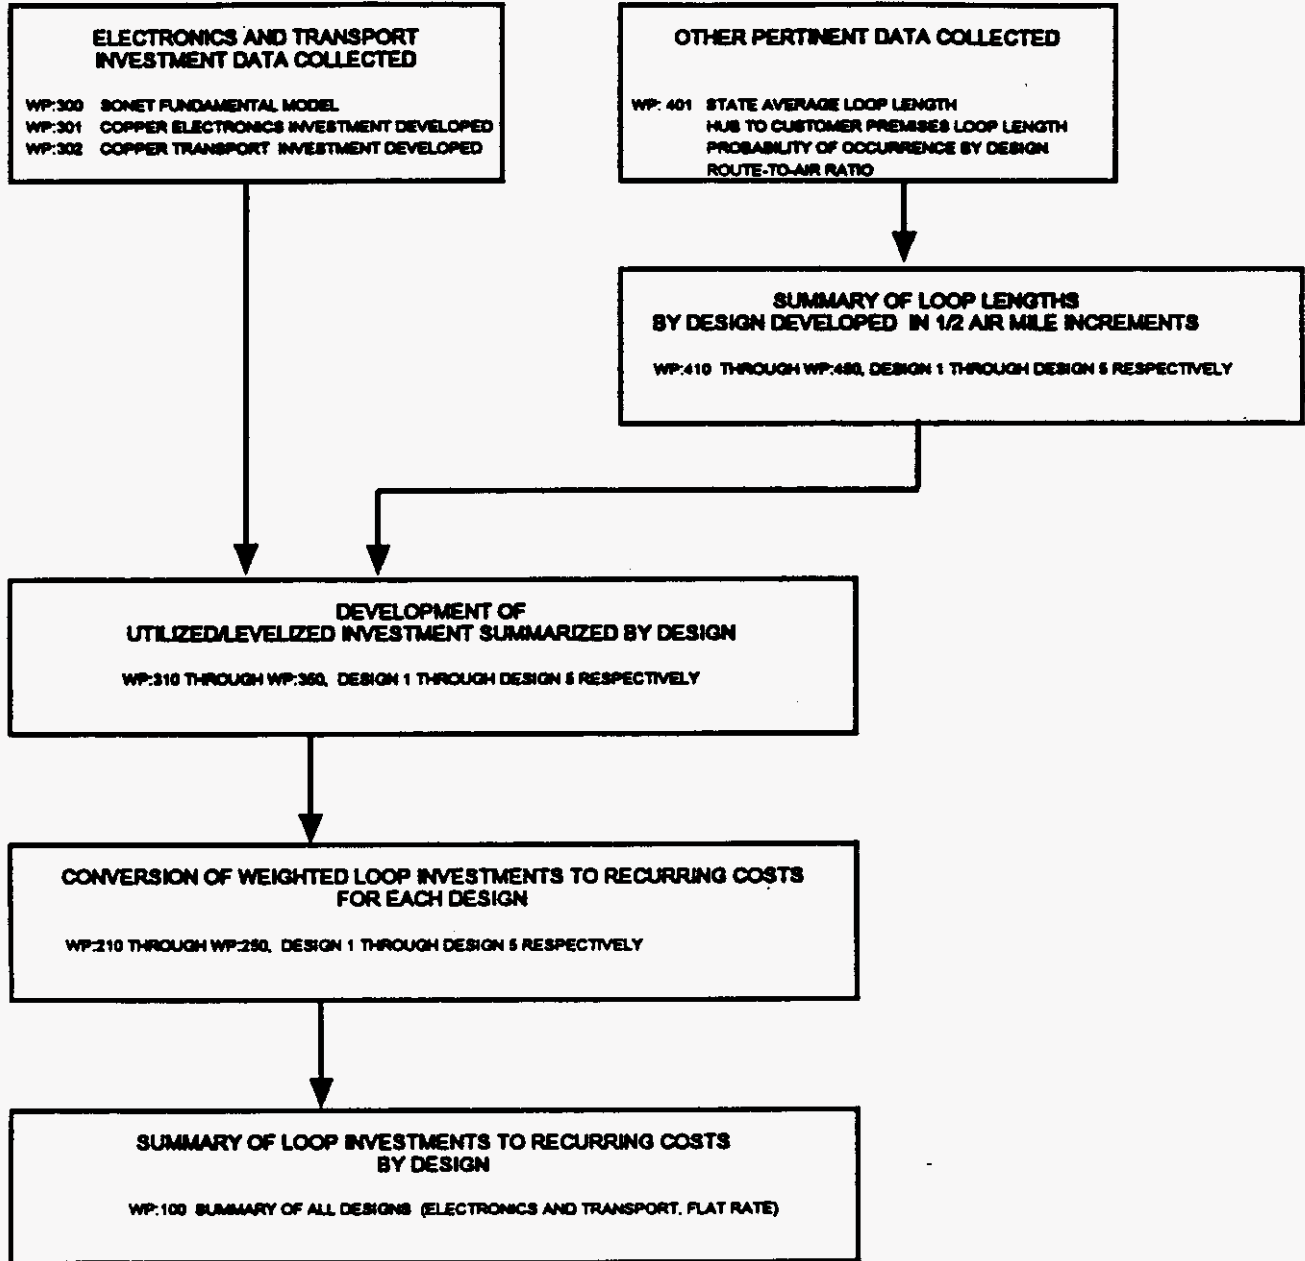 ELECTRONICS AND TRANSPORT
INVESTMENT DATA COLLECTED
WP:300 SONET FUNDAMENTAL MODEL
WP:301 COPPER ELECTRONICS INVESTMENT DEVELOPED
WP:302 COPPER TRANSPORT INVESTMENT DEVELOPED
OTHER PERTINENT DATA COLLECTED
WP: 401 STATE AVERAGE LOOP LENGTH
HUB TO CUSTOMER PREMISES LOOP LENGTH
PROBABILITY OF OCCURRENCE BY DESIGN
ROUTE-TO-AIR RATIO
SUMMARY OF LOOP LENGTHS
BY DESIGN DEVELOPED IN 1/2 AIR MILE INCREMENTS
WP:410 THROUGH WP:450, DESIGN 1 THROUGH DESIGN 5 RESPECTIVELY
DEVELOPMENT OF
UTILIZED/LEVELIZED INVESTMENT SUMMARIZED BY DESIGN
WP:310 THROUGH WP:350, DESIGN 1 THROUGH DESIGN 5 RESPECTIVELY
CONVERSION OF WEIGHTED LOOP INVESTMENTS TO RECURRING COSTS
FOR EACH DESIGN
WP:210 THROUGH WP:250, DESIGN 1 THROUGH DESIGN 5 RESPECTIVELY
SUMMARY OF LOOP INVESTMENTS TO RECURRING COSTS
BY DESIGN
WP:100 SUMMARY OF ALL DESIGNS (ELECTRONICS AND TRANSPORT, FLAT RATE)